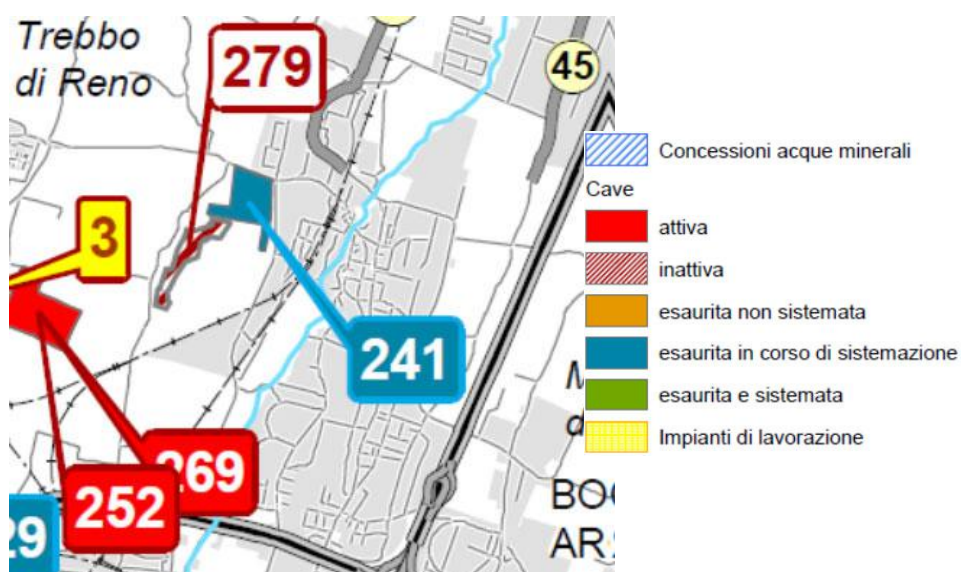 Trebbo
di Reno
279
45
3
241
269
252
29
BO
AR
Concessioni acque minerali
Cave
attiva
inattiva
esaurita non sistemata
esaurita in corso di sistemazione
esaurita e sistemata
Impianti di lavorazione